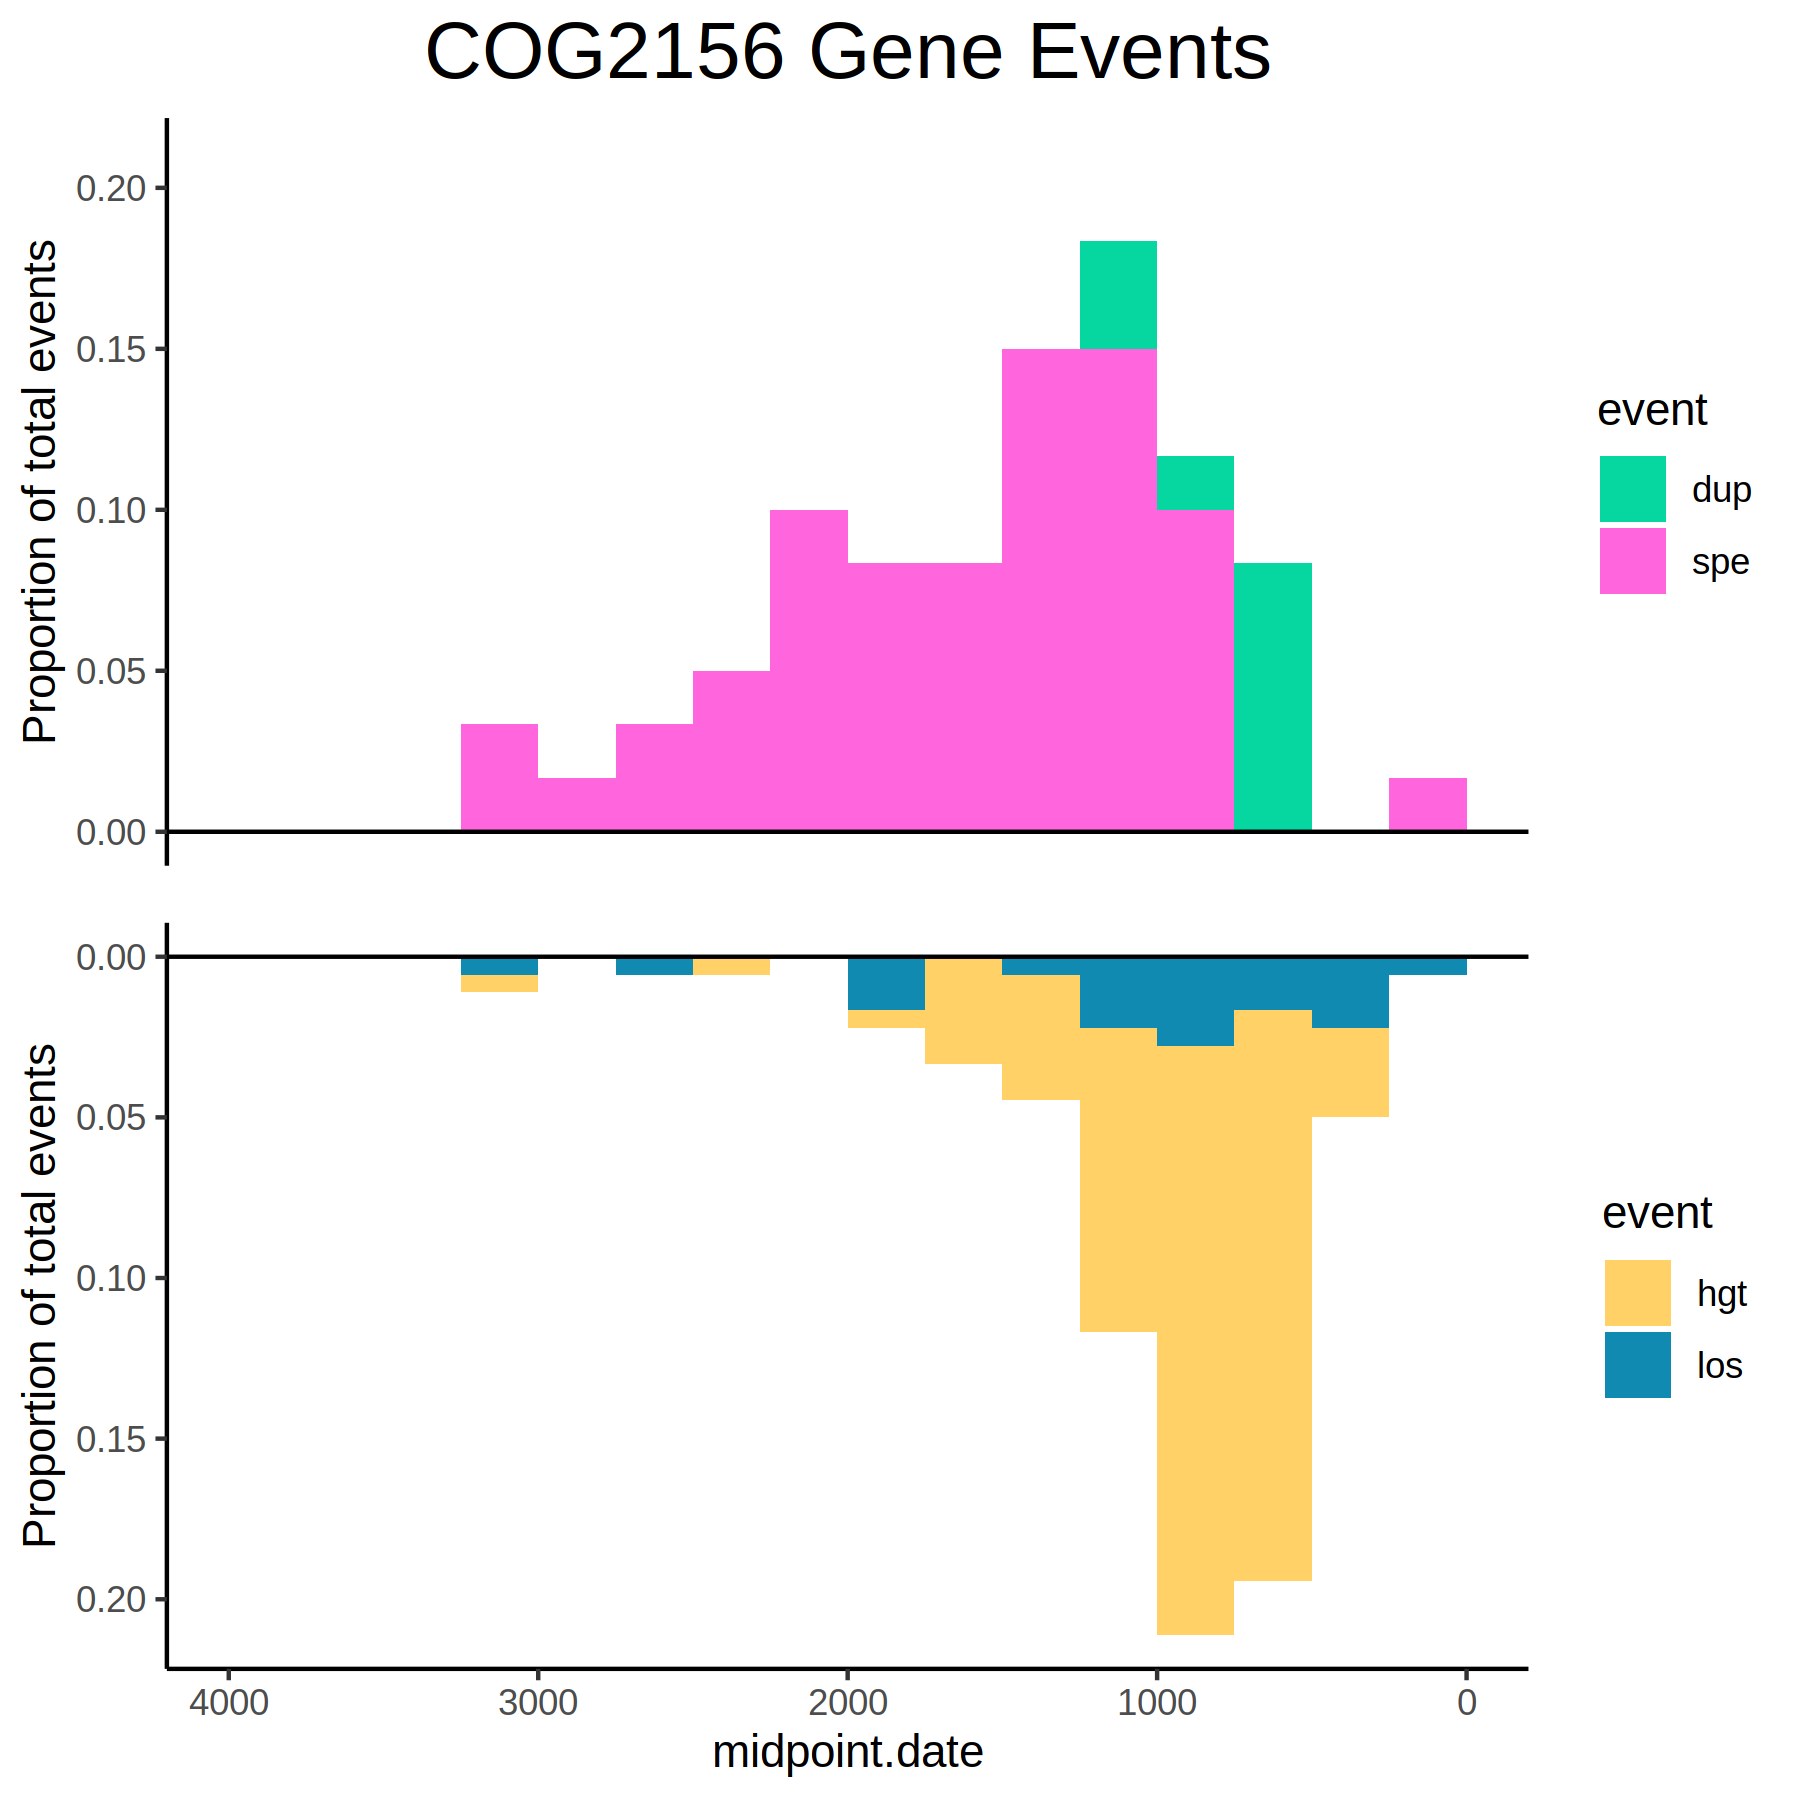 COG2156 Gene Events
Proportion of total events
0.20
0.15
0.10
0.05
0.00
event
dup
spe
Proportion of total events
0.00
0.05
0.10
0.15
0.20
event
hgt
los
4000 3000 2000 1000 0
midpoint.date